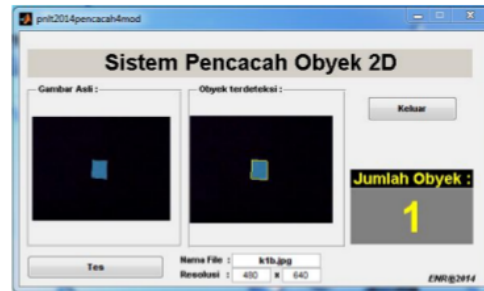 pnlt2014pencacah4mod
Sistem Pencacah Obyek 2D
Gambar Asli :
Obyek terdeteksi :
Keluar
Jumlah Obyek :
1
Tes
Nama File : k1b.jpg
Resolusi : 480 x 640
ENR@2014